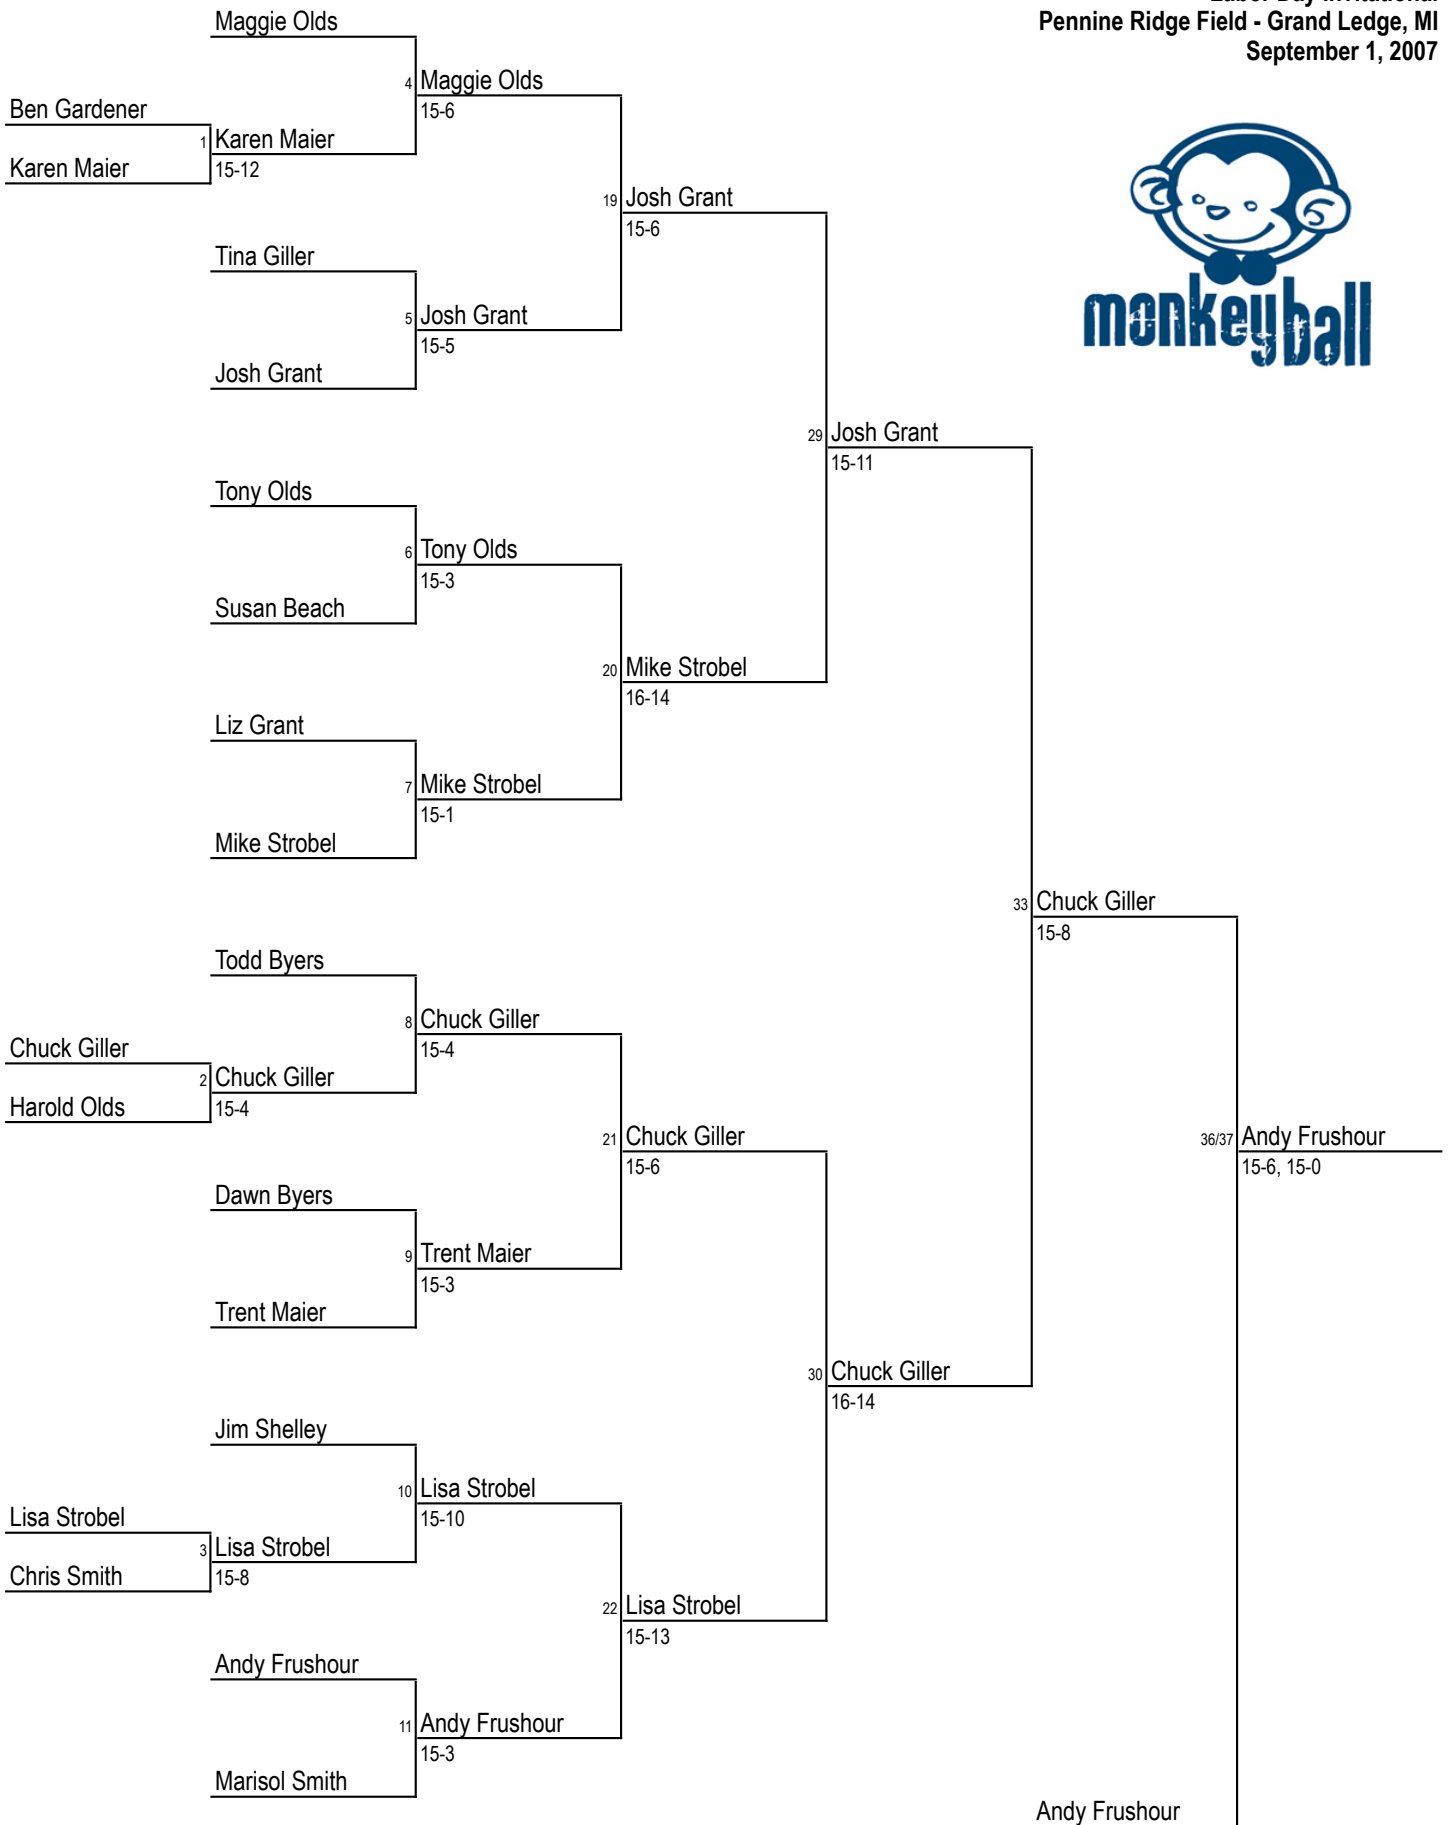 Pennine Ridge Field - Grand Ledge, MI
September 1, 2007
monkeyball
Maggie Olds
4 Maggie Olds
15-6
Ben Gardener
1 Karen Maier
15-12
Karen Maier
19 Josh Grant
15-6
Tina Giller
5 Josh Grant
15-5
Josh Grant
29 Josh Grant
15-11
Tony Olds
6 Tony Olds
15-3
Susan Beach
20 Mike Strobel
16-14
Liz Grant
7 Mike Strobel
15-1
Mike Strobel
33 Chuck Giller
15-8
Todd Byers
8 Chuck Giller
15-4
Chuck Giller
2 Chuck Giller
15-4
Harold Olds
21 Chuck Giller
15-6
36/37 Andy Frushour
15-6, 15-0
Dawn Byers
9 Trent Maier
15-3
Trent Maier
30 Chuck Giller
16-14
Jim Shelley
10 Lisa Strobel
15-10
Lisa Strobel
3 Lisa Strobel
15-8
Chris Smith
22 Lisa Strobel
15-13
Andy Frushour
11 Andy Frushour
15-3
Marisol Smith
Andy Frushour